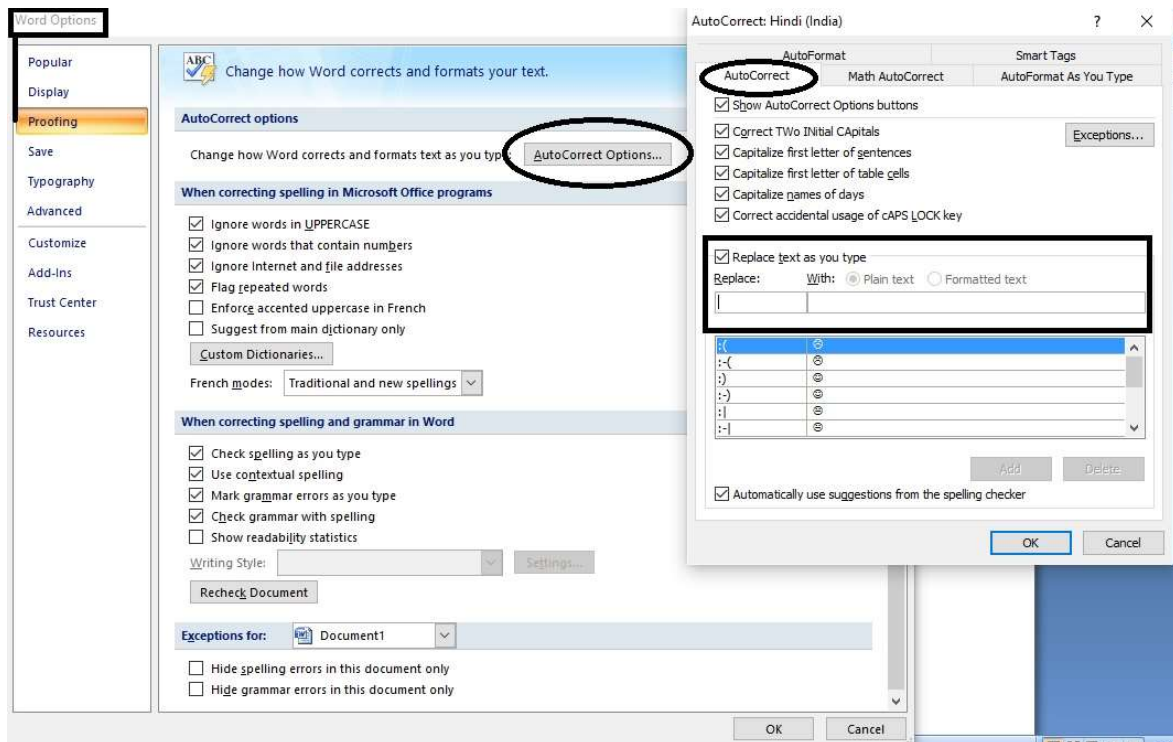 Word Options
Popular
Display
Proofing
Save
Typography
Advanced
Customize
Add-Ins
Trust Center
Resources
ABC
Change how Word corrects and formats your text.
AutoCorrect options
Change how Word corrects and formats text as you type: AutoCorrect Options...
When correcting spelling in Microsoft Office programs
Ignore words in UPPERCASE
Ignore words that contain numbers
Ignore Internet and file addresses
Flag repeated words
Enforce accented uppercase in French
Suggest from main dictionary only
Custom Dictionaries...
French modes: Traditional and new spellings
When correcting spelling and grammar in Word
Check spelling as you type
Use contextual spelling
Mark grammar errors as you type
Check grammar with spelling
Show readability statistics
Writing Style: Settings...
Recheck Document
Exceptions for: Document1
Hide spelling errors in this document only
Hide grammar errors in this document only
OK Cancel
AutoCorrect: Hindi (India) ?
AutoFormat Smart Tags
AutoCorrect Math AutoCorrect AutoFormat As You Type
Show AutoCorrect Options buttons
Correct TWo INitial CApitals Exceptions...
Capitalize first letter of sentences
Capitalize first letter of table cells
Capitalize names of days
Correct accidental usage of cAPS LOCK key
Replace text as you type
Replace: With: Plain text Formatted text
:( ☹
:-( ☹
:) ☺
:-) ☺
:| 😐
:-| 😐
Add Delete
Automatically use suggestions from the spelling checker
OK Cancel